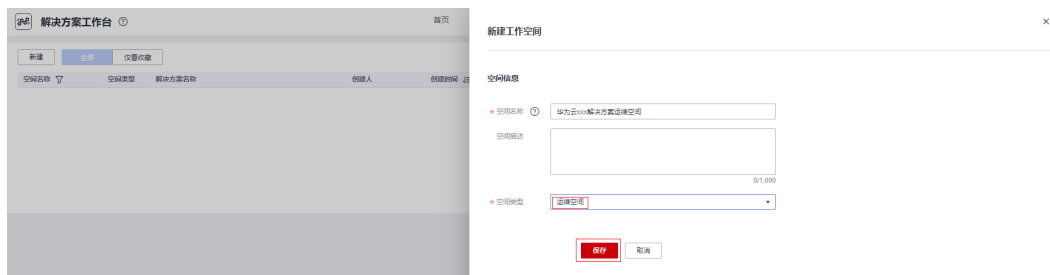 解决方案工作台 ?
首页
新建 全部 仅看收藏
空间名称 空间类型 解决方案名称 创建人 创建时间
新建工作空间
空间信息
* 空间名称 ? 华为云xxx解决方案运维空间
空间描述
0/1,000
* 空间类型 运维空间
保存 取消